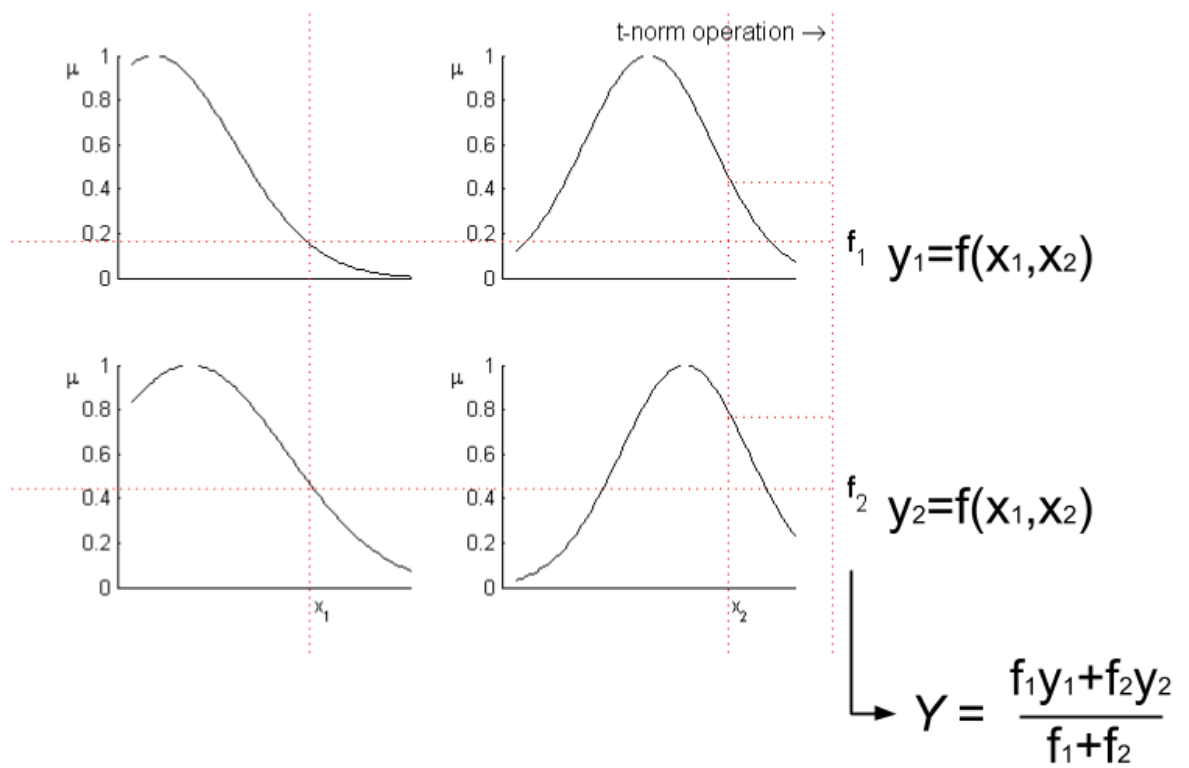 t-norm operation →
μ
1
0.8
0.6
0.4
0.2
0
μ
1
0.8
0.6
0.4
0.2
0
f₁ y₁=f(x₁,x₂)
μ
1
0.8
0.6
0.4
0.2
0
x₁
μ
1
0.8
0.6
0.4
0.2
0
x₂
f₂ y₂=f(x₁,x₂)
Y = f₁y₁+f₂y₂
f₁+f₂